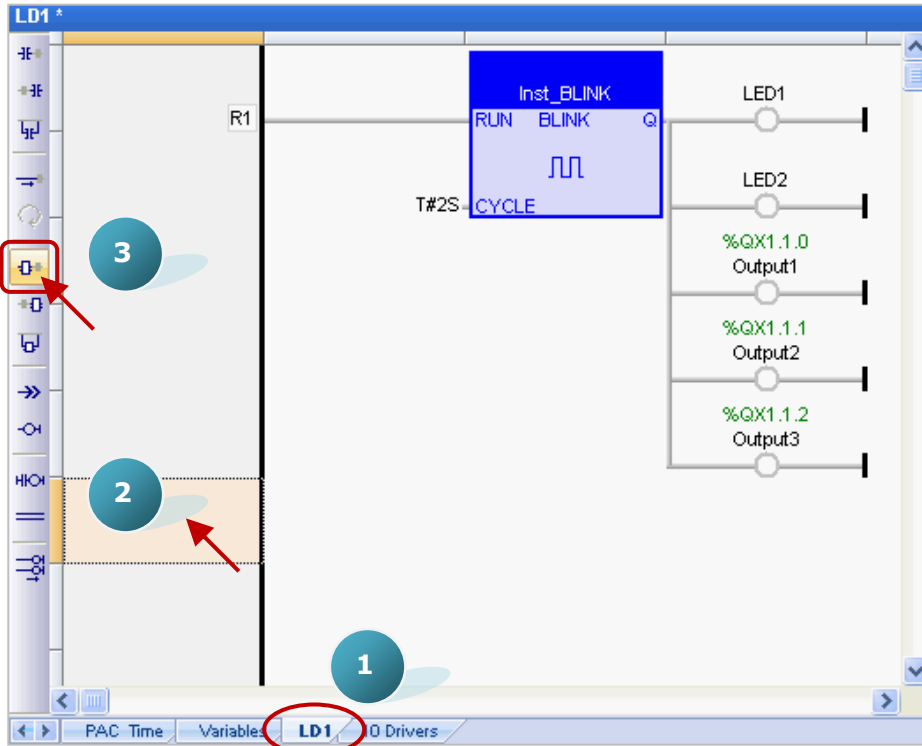 LD1 *
Inst_BLINK
LED1
R1
RUN BLINK Q
LED2
T#2S
CYCLE
%QX1.1.0
3
Output1
%QX1.1.1
Output2
%QX1.1.2
Output3
2
1
PAC Time Variables LD1 IO Drivers